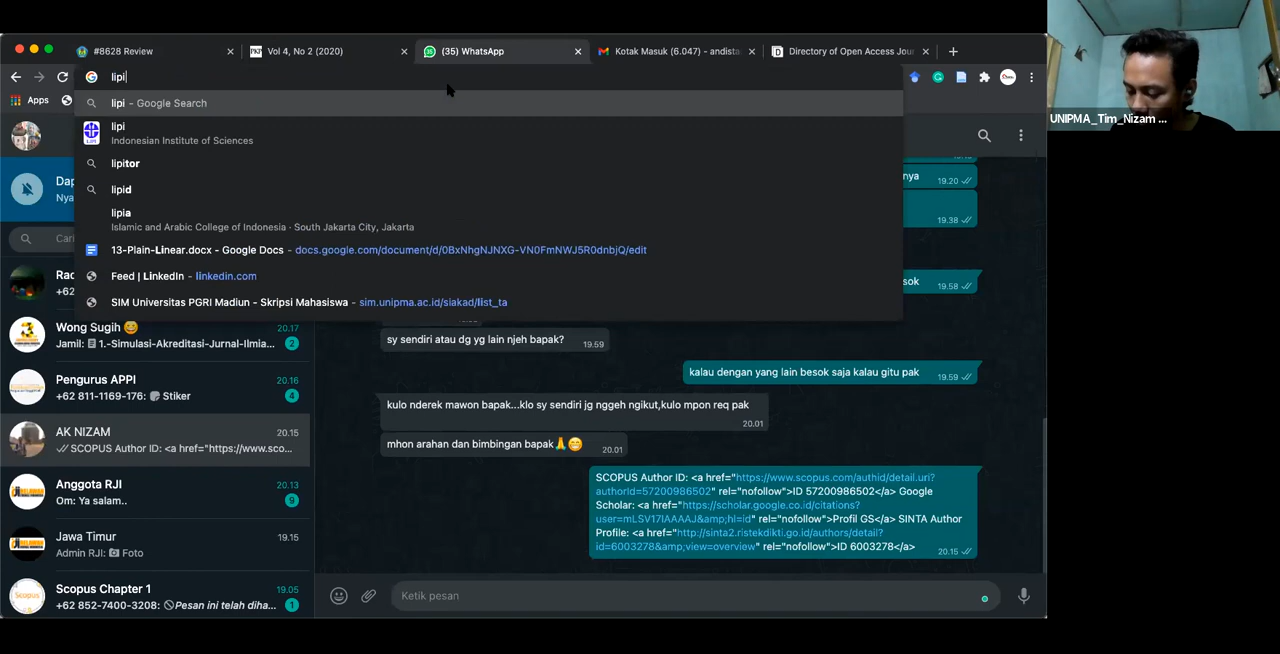 #8628 Review
Vol 4, No 2 (2020)
(35) WhatsApp
Kotak Masuk (6.047) - andista
Directory of Open Access Jou
lipi
Apps
lipi - Google Search
lipi
LIPI
Indonesian Institute of Sciences
lipitor
lipid
lipia
Islamic and Arabic College of Indonesia · South Jakarta City, Jakarta
13-Plain-Linear.docx - Google Docs - docs.google.com/document/d/0BxNhgNJNXG-VN0FmNWJ5R0dnbjQ/edit
Feed | LinkedIn - linkedin.com
SIM Universitas PGRI Madiun - Skripsi Mahasiswa - sim.unipma.ac.id/siakad/list_ta
UNIPMA_Tim_Nizam ...
Dap
Nya
Cari
Rac
+62
Wong Sugih 😄 20.17
Jamil: 1.-Simulasi-Akreditasi-Jurnal-Ilmia... 2
Pengurus APPI 20.16
+62 811-1169-176: Stiker 4
AK NIZAM 20.15
SCOPUS Author ID: <a href="https://www.sco...
Anggota RJI 20.13
Om: Ya salam.. 9
Jawa Timur 19.15
Admin RJI: Foto
Scopus Chapter 1 19.05
+62 852-7400-3208: Pesan ini telah diha... 1
nya 19.20
19.38
sok 19.58
sy sendiri atau dg yg lain njeh bapak? 19.59
kalau dengan yang lain besok saja kalau gitu pak 19.59
kulo nderek mawon bapak...klo sy sendiri jg nggeh ngikut,kulo mpon req pak
20.01
mhon arahan dan bimbingan bapak🙏😁 20.01
SCOPUS Author ID: <a href="https://www.scopus.com/authid/detail.uri?
authorId=57200986502" rel="nofollow">ID 57200986502</a> Google
Scholar: <a href="https://scholar.google.co.id/citations?
user=mLSV17IAAAAJ&amp;hl=id" rel="nofollow">Profil GS</a> SINTA Author
Profile: <a href="http://sinta2.ristekdikti.go.id/authors/detail?
id=6003278&amp;view=overview" rel="nofollow">ID 6003278</a>
20.15
Ketik pesan